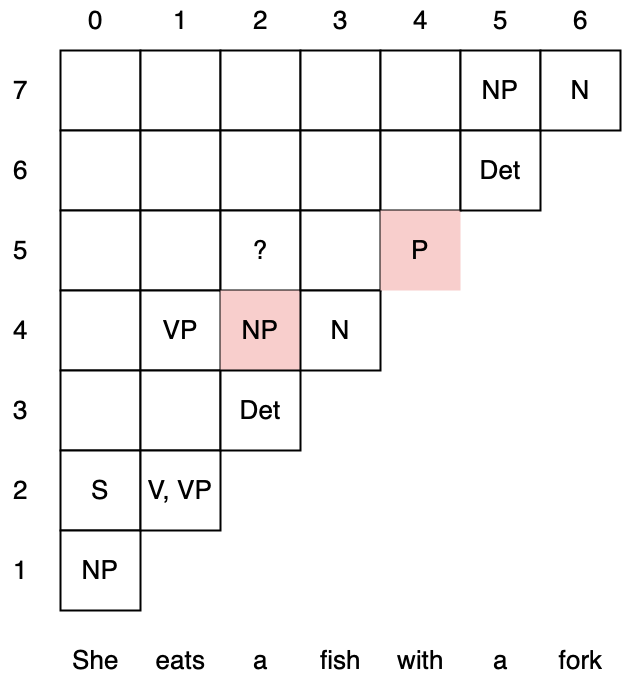 0 1 2 3 4 5 6
7 NP N
6 Det
5 ? P
4 VP NP N
3 Det
2 S V, VP
1 NP
She eats a fish with a fork